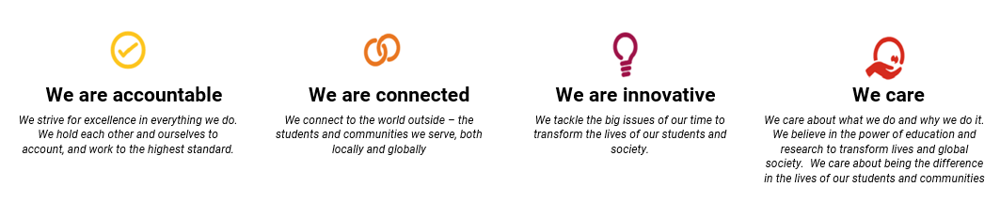 We are accountable
We strive for excellence in everything we do.
We hold each other and ourselves to
account, and work to the highest standard.
We are connected
We connect to the world outside – the
students and communities we serve, both
locally and globally
We are innovative
We tackle the big issues of our time to
transform the lives of our students and
society.
We care
We care about what we do and why we do it.
We believe in the power of education and
research to transform lives and global
society.  We care about being the difference
in the lives of our students and communities